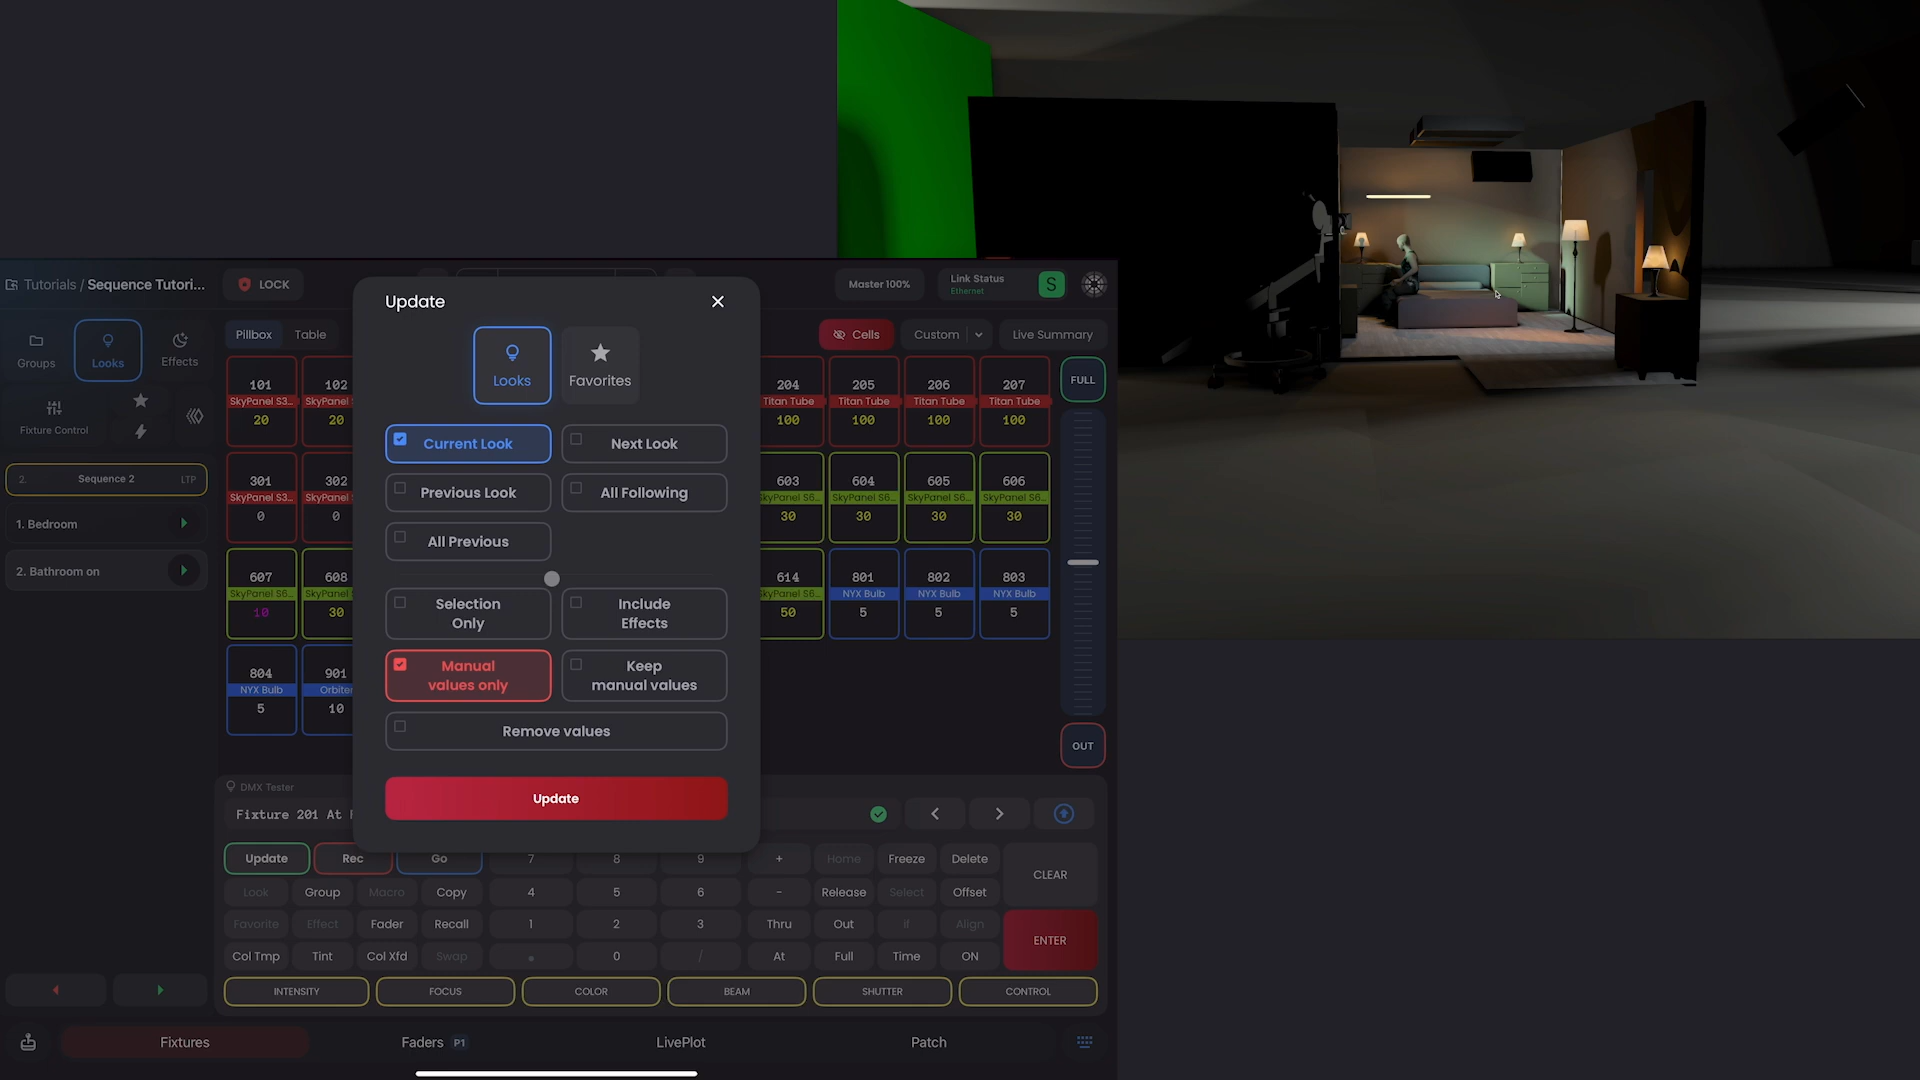 Tutorials / Sequence Tutori...
LOCK
Master 100%
Link Status
Ethernet
S
Groups
Looks
Effects
Fixture Control
2
Sequence 2
LTP
1. Bedroom
2. Bathroom on
Pillbox
Table
Cells
Custom
Live Summary
101
SkyPanel S3...
20
102
SkyPanel
20
204
Titan Tube
100
205
Titan Tube
100
206
Titan Tube
100
207
Titan Tube
100
301
SkyPanel S3...
0
302
SkyPanel
0
603
SkyPanel S6...
30
604
SkyPanel S6...
30
605
SkyPanel S6...
30
606
SkyPanel S6...
30
607
SkyPanel S6...
10
608
SkyPanel S6
30
614
SkyPanel S6...
50
801
NYX Bulb
5
802
NYX Bulb
5
803
NYX Bulb
5
804
NYX Bulb
5
901
Orbiter
10
FULL
OUT
Update
Looks
Favorites
Current Look
Next Look
Previous Look
All Following
All Previous
Selection
Only
Include
Effects
Manual
values only
Keep
manual values
Remove values
Update
DMX Tester
Fixture 201 At
Update
Rec
Go
7
8
9
+
Home
Freeze
Delete
CLEAR
Look
Group
Macro
Copy
4
5
6
-
Release
Select
Offset
Favorite
Effect
Fader
Recall
1
2
3
Thru
Out
If
Align
ENTER
Col Tmp
Tint
Col Xfd
Swap
.
0
/
At
Full
Time
ON
INTENSITY
FOCUS
COLOR
BEAM
SHUTTER
CONTROL
Fixtures
Faders
P1
LivePlot
Patch